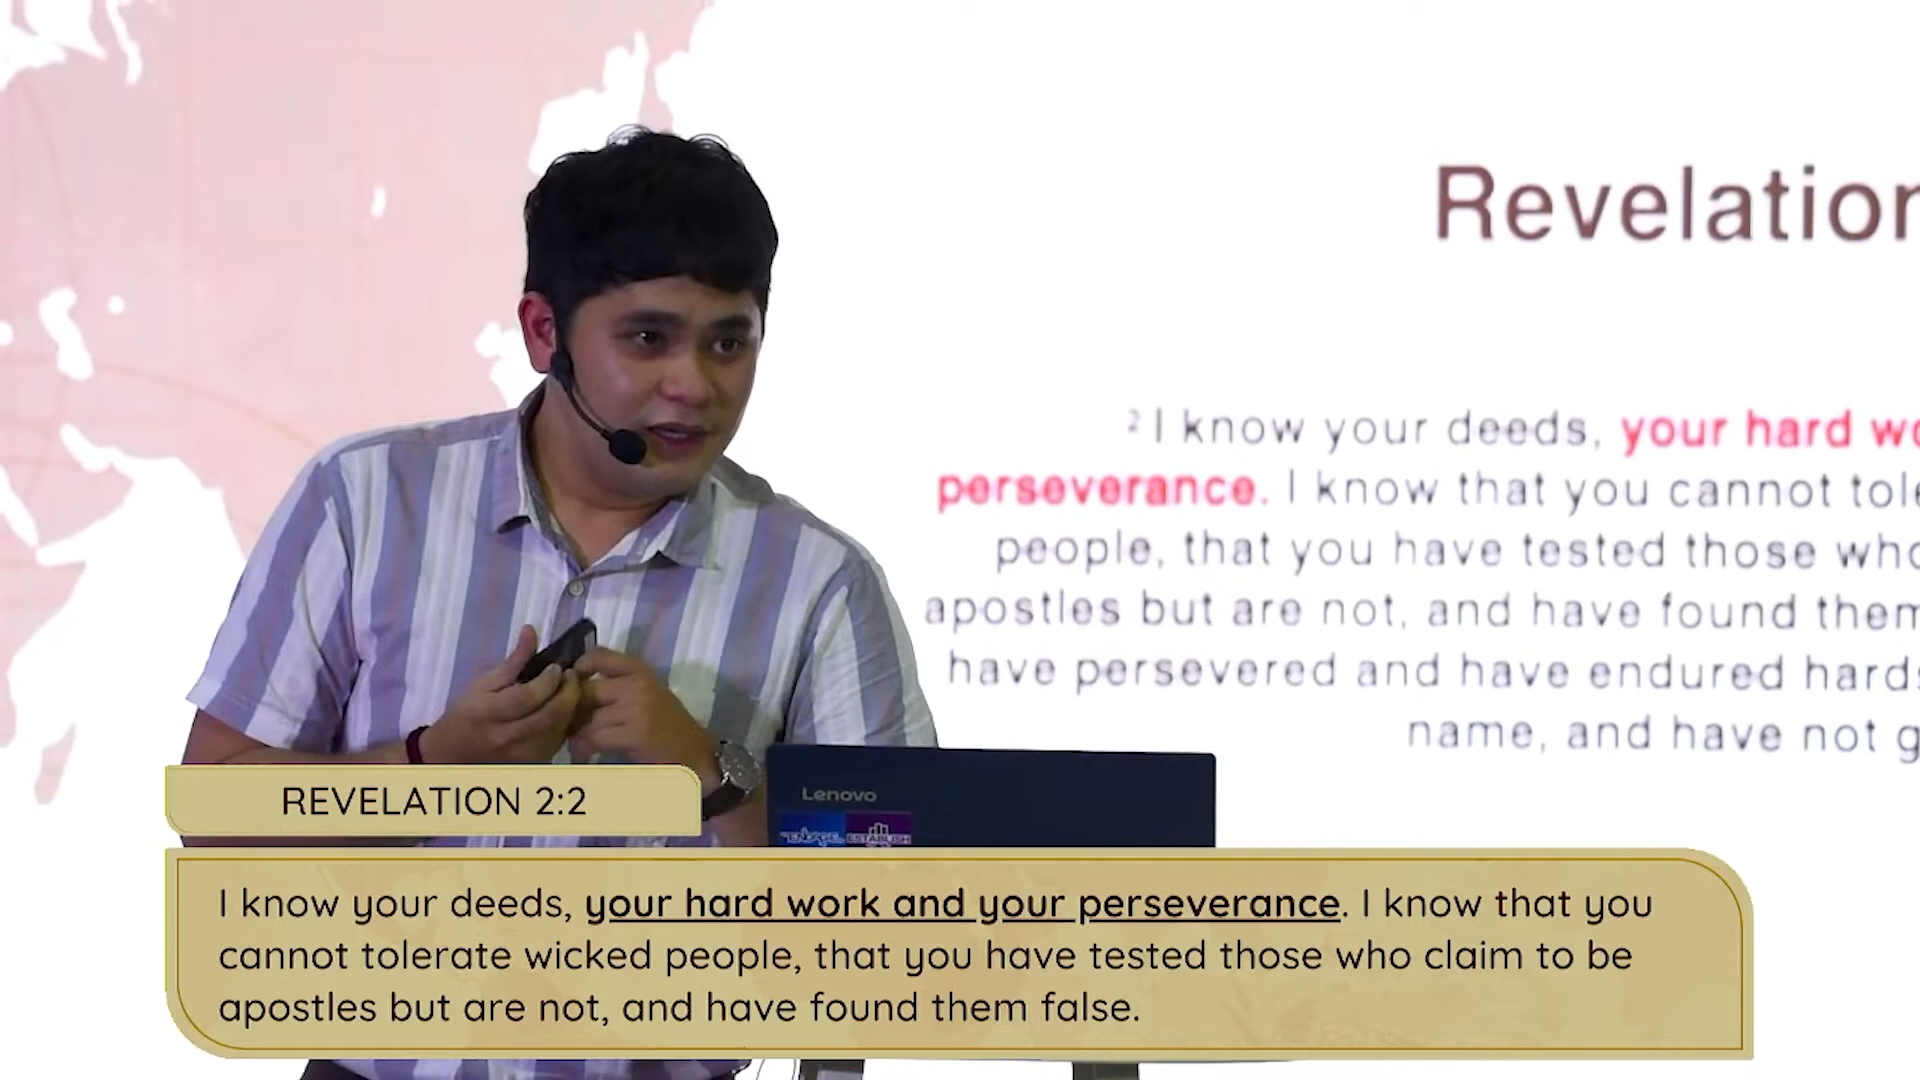 Revelation
2 I know your deeds, your hard wo
perseverance. I know that you cannot tole
people, that you have tested those who
apostles but are not, and have found them
have persevered and have endured hards
name, and have not g
Lenovo
ENGAGE
ESTABLISH
REVELATION 2:2
I know your deeds, your hard work and your perseverance. I know that you
cannot tolerate wicked people, that you have tested those who claim to be
apostles but are not, and have found them false.